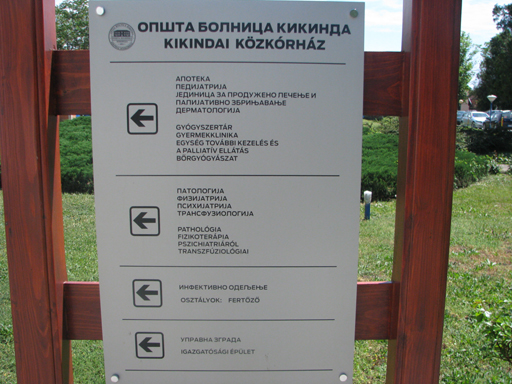 ОПШТА БОЛНИЦА КИКИНДА
KIKINDAI KÖZKÓRHÁZ
АПОТЕКА
ПЕДИЈАТРИЈА
ЈЕДИНИЦА ЗА ПРОДУЖЕНО ЛЕЧЕЊЕ И
ПАЛИЈАТИВНО ЗБРИЊАВАЊЕ
ДЕРМАТОЛОГИЈА
GYÓGYSZERTÁR
GYERMEKKLINIKA
EGYSÉG TOVÁBBI KEZELÉS ÉS
A PALLIATÍV ELLÁTÁS
BŐRGYÓGYÁSZAT
ПАТОЛОГИЈА
ФИЗИЈАТРИЈА
ПСИХИЈАТРИЈА
ТРАНСФУЗИОЛОГИЈА
PATHOLÓGIA
FIZIKOTERÁPIA
PSZICHIATRIÁRÓL
TRANSZFÚZIOLÓGIAI
ИНФЕКТИВНО ОДЕЉЕЊЕ
OSZTÁLYOK: FERTŐZŐ
УПРАВНА ЗГРАДА
IGAZGATÓSÁGI ÉPÜLET